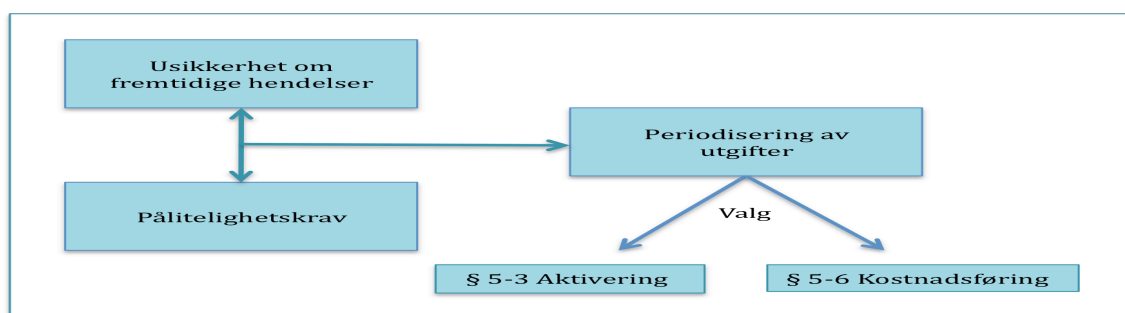 Usikkerhet om
fremtidige hendelser
Periodisering av
utgifter
Pålitelighetskrav
Valg
§ 5-3 Aktivering
§ 5-6 Kostnadsføring